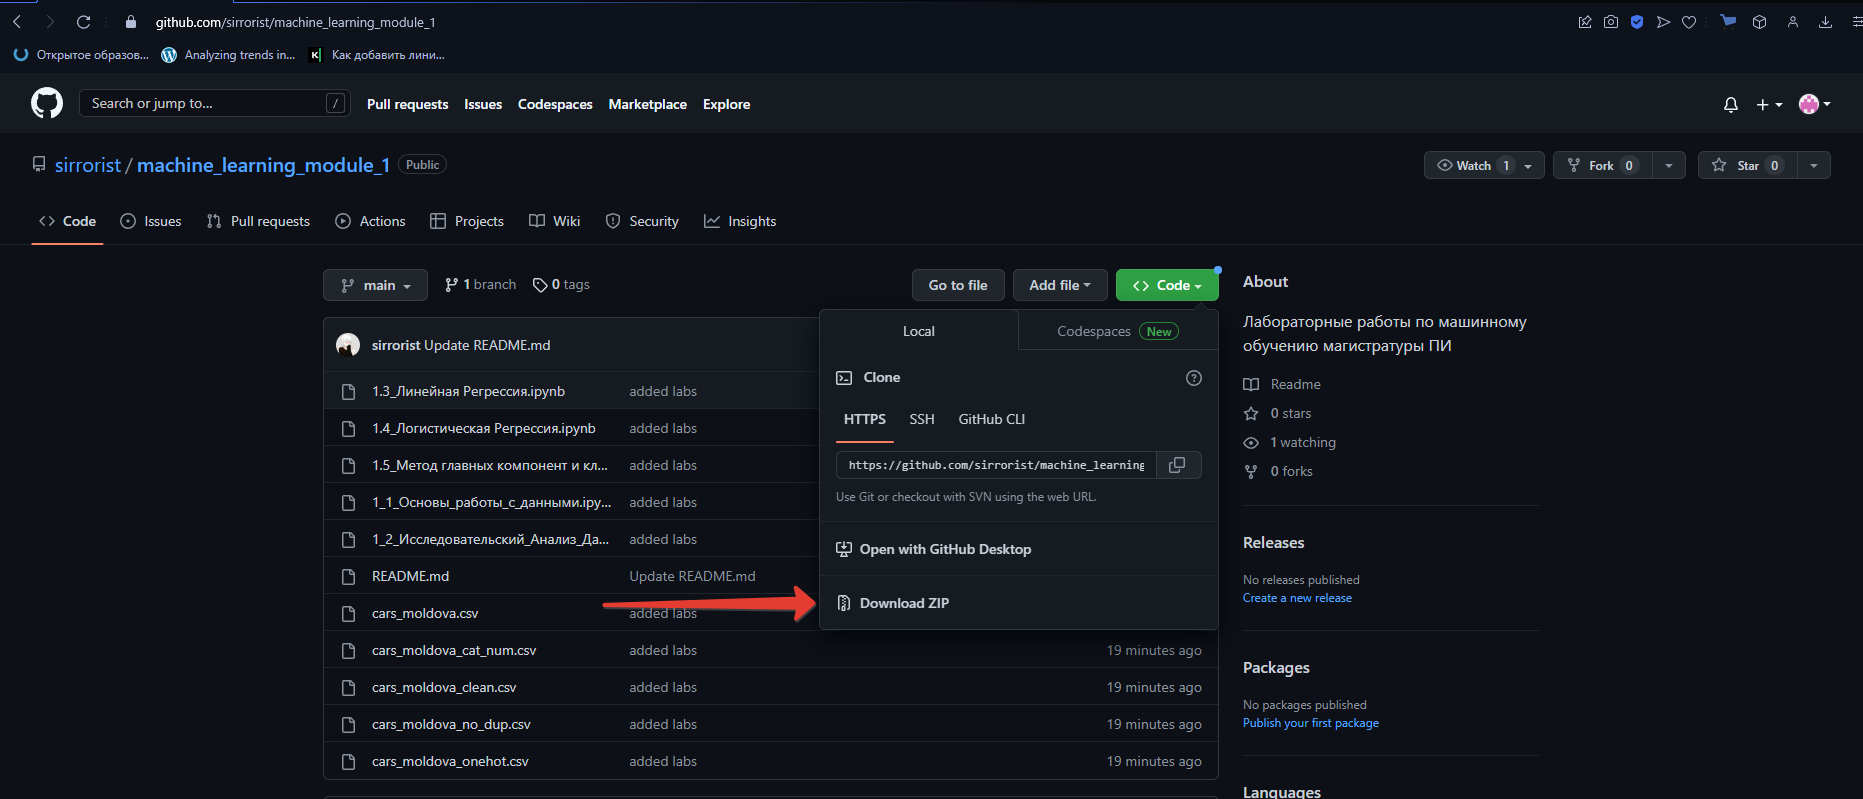 github.com/sirrorist/machine_learning_module_1
Открытое образов... Analyzing trends in... K Как добавить лини...
Search or jump to... / Pull requests Issues Codespaces Marketplace Explore
sirrorist / machine_learning_module_1 Public Watch 1 Fork 0 Star 0
Code Issues Pull requests Actions Projects Wiki Security Insights
main 1 branch 0 tags Go to file Add file Code
sirrorist Update README.md
1.3_Линейная Регрессия.ipynb added labs
1.4_Логистическая Регрессия.ipynb added labs
1.5_Метод главных компонент и кл... added labs
1_1_Основы_работы_с_данными.ipy... added labs
1_2_Исследовательский_Анализ_Да... added labs
README.md Update README.md
cars_moldova.csv added labs
cars_moldova_cat_num.csv added labs 19 minutes ago
cars_moldova_clean.csv added labs 19 minutes ago
cars_moldova_no_dup.csv added labs 19 minutes ago
cars_moldova_onehot.csv added labs 19 minutes ago
Local Codespaces New
Clone
HTTPS SSH GitHub CLI
https://github.com/sirrorist/machine_learning
Use Git or checkout with SVN using the web URL.
Open with GitHub Desktop
Download ZIP
About
Лабораторные работы по машинному
обучению магистратуры ПИ
Readme
0 stars
1 watching
0 forks
Releases
No releases published
Create a new release
Packages
No packages published
Publish your first package
Languages